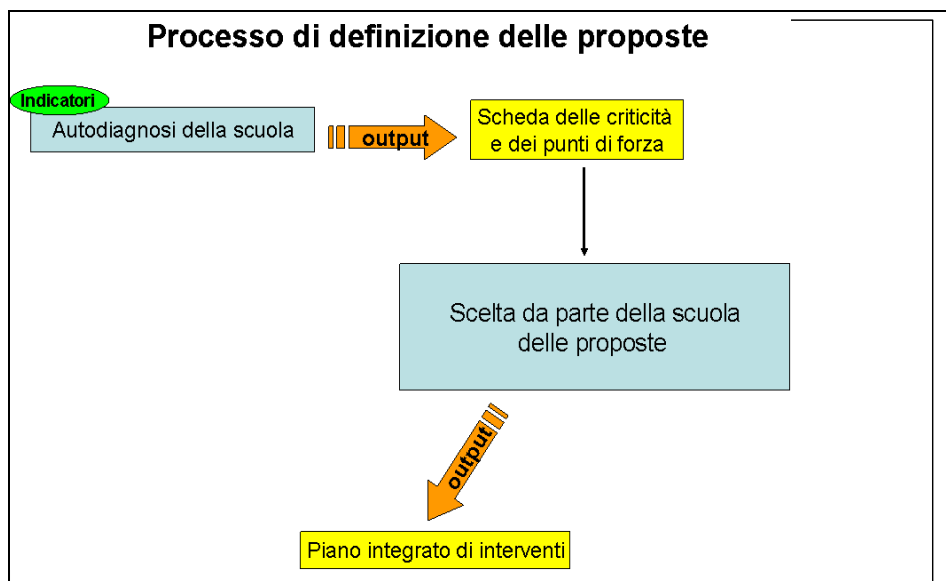 Processo di definizione delle proposte
Indicatori
Autodiagnosi della scuola
output
Scheda delle criticità
e dei punti di forza
Scelta da parte della scuola
delle proposte
output
Piano integrato di interventi